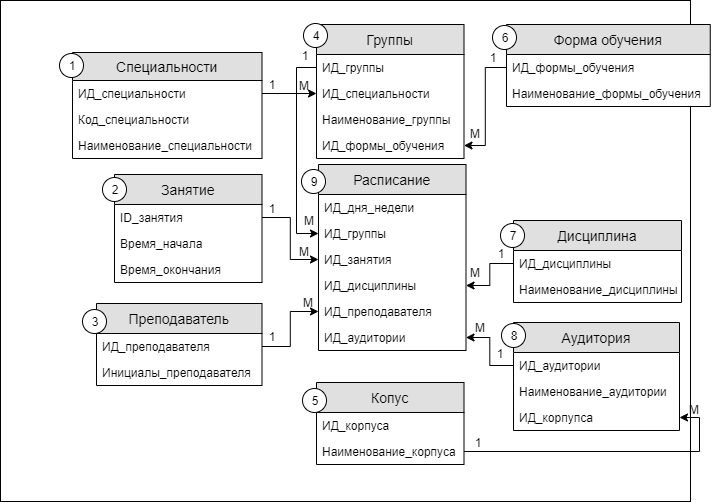 1
Специальности
ИД_специальности
Код_специальности
Наименование_специальности
1
М
4
Группы
ИД_группы
ИД_специальности
Наименование_группы
ИД_формы_обучения
1
6
Форма обучения
ИД_формы_обучения
Наименование_формы_обучения
1
М
2
Занятие
ID_занятия
Время_начала
Время_окончания
1
М
М
9
Расписание
ИД_дня_недели
ИД_группы
ИД_занятия
ИД_дисциплины
ИД_преподавателя
ИД_аудитории
7
Дисциплина
ИД_дисциплины
Наименование_дисциплины
1
М
3
Преподаватель
ИД_преподавателя
Инициалы_преподавателя
1
М
8
Аудитория
ИД_аудитории
Наименование_аудитории
ИД_корпупса
М
1
5
Копус
ИД_корпуса
Наименование_корпуса
1
М